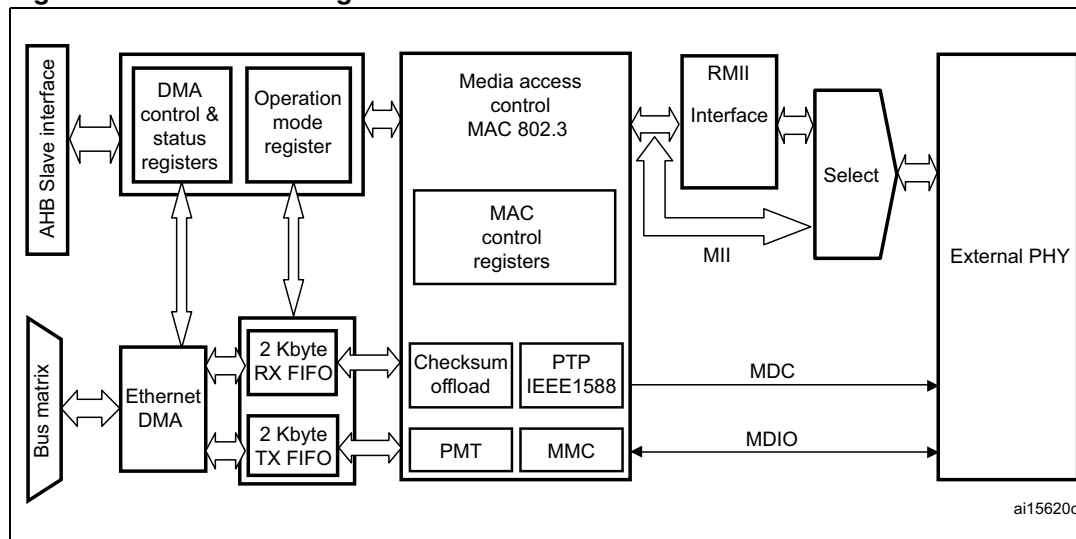 AHB Slave interface
DMA
control &
status
registers
Operation
mode
register
Media access
control
MAC 802.3
MAC
control
registers
RMII
Interface
Select
MII
External PHY
Bus matrix
Ethernet
DMA
2 Kbyte
RX FIFO
2 Kbyte
TX FIFO
Checksum
offload
PTP
IEEE1588
PMT
MMC
MDC
MDIO